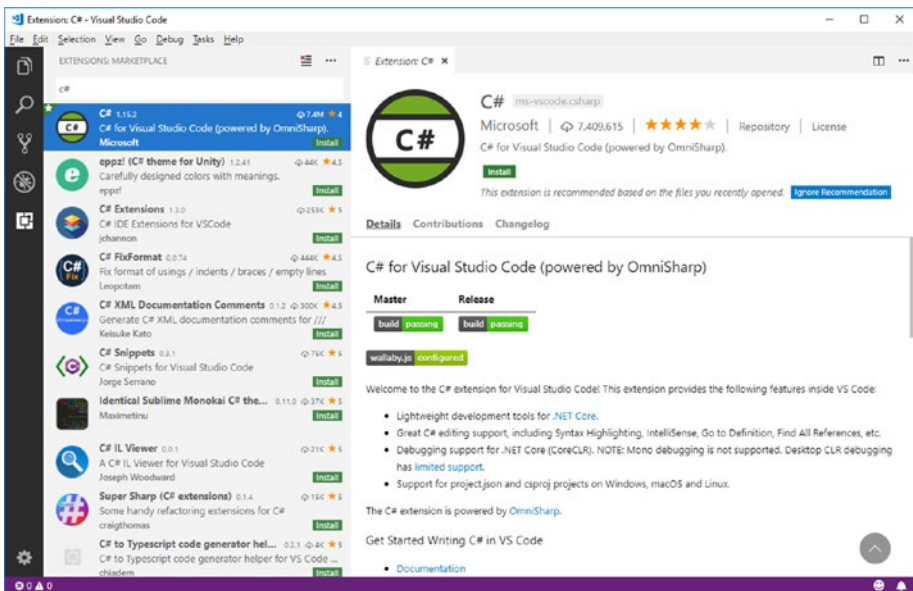 Extension: C# - Visual Studio Code
File Edit Selection View Go Debug Tasks Help
EXTENSIONS: MARKETPLACE
c#
C# 1.15.2 7.4M 4
C# for Visual Studio Code (powered by OmniSharp).
Microsoft Install
eppz! (C# theme for Unity) 1.2.41 44K 4.5
Carefully designed colors with meanings.
eppz! Install
C# Extensions 1.3.0 253K 5
C# IDE Extensions for VSCode
jchannon Install
C# FixFormat 0.0.74 444K 4.5
Fix format of usings / indents / braces / empty lines
Leopotam Install
C# XML Documentation Comments 0.1.2 300K 4.5
Generate C# XML documentation comments for ///
Keisuke Kato Install
C# Snippets 0.3.1 75K 5
C# Snippets for Visual Studio Code
Jorge Serrano Install
Identical Sublime Monokai C# the... 0.11.0 37K 5
Maximetinu Install
C# IL Viewer 0.0.1 21K 5
A C# IL Viewer for Visual Studio Code
Joseph Woodward Install
Super Sharp (C# extensions) 0.1.4 15K 5
Some handy refactoring extensions for C#
craigthomas Install
C# to Typescript code generator hel... 0.2.1 4K 5
C# to Typescript code generator helper for VS Code ...
chladem Install
Extension: C#
C#
C# ms-vscode.csharp
Microsoft 7,409,615 Repository License
C# for Visual Studio Code (powered by OmniSharp).
Install
This extension is recommended based on the files you recently opened. Ignore Recommendation
Details Contributions Changelog
C# for Visual Studio Code (powered by OmniSharp)
Master Release
build passing build passing
wallaby.js configured
Welcome to the C# extension for Visual Studio Code! This extension provides the following features inside VS Code:
• Lightweight development tools for .NET Core.
• Great C# editing support, including Syntax Highlighting, IntelliSense, Go to Definition, Find All References, etc.
• Debugging support for .NET Core (CoreCLR). NOTE: Mono debugging is not supported. Desktop CLR debugging
has limited support.
• Support for project.json and csproj projects on Windows, macOS and Linux.
The C# extension is powered by OmniSharp.
Get Started Writing C# in VS Code
• Documentation
0 0